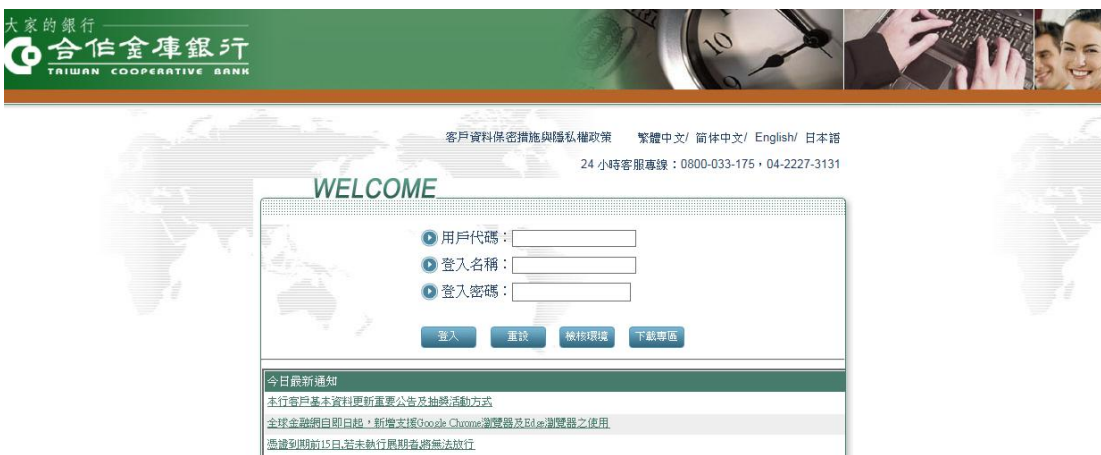 大家的銀行
合作金庫銀行
TAIWAN COOPERATIVE BANK
客戶資料保密措施與隱私權政策 繁體中文/ 简体中文/ English/ 日本語
24 小時客服專線：0800-033-175，04-2227-3131
WELCOME
用戶代碼：
登入名稱：
登入密碼：
登入 重設 檢核環境 下載專區
今日最新通知
本行客戶基本資料更新重要公告及抽獎活動方式
全球金融網自即日起，新增支援Google Chrome瀏覽器及Edge瀏覽器之使用
憑證到期前15日,若未執行展期者,將無法放行